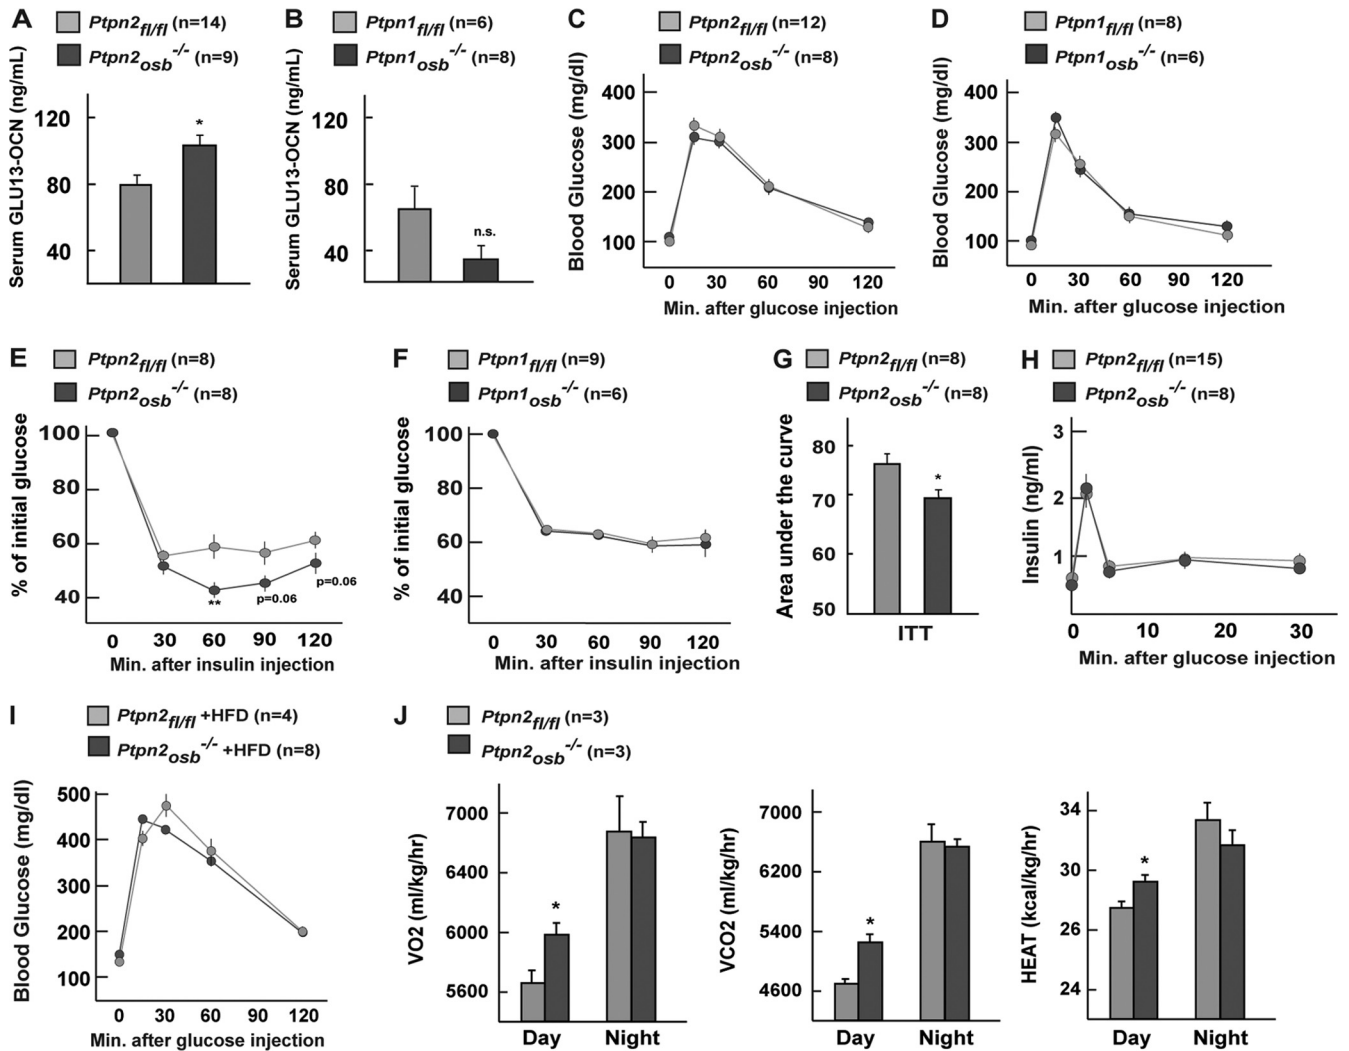 A
Ptpn2fl/fl (n=14)
Ptpn2osb-/- (n=9)
Serum GLU13-OCN (ng/mL)
120
80
40
*
B
Ptpn1fl/fl (n=6)
Ptpn1osb-/- (n=8)
Serum GLU13-OCN (ng/mL)
120
80
40
n.s.
C
Ptpn2fl/fl (n=12)
Ptpn2osb-/- (n=8)
Blood Glucose (mg/dl)
400
300
200
100
0 30 60 90 120
Min. after glucose injection
D
Ptpn1fl/fl (n=8)
Ptpn1osb-/- (n=6)
Blood Glucose (mg/dl)
400
300
200
100
0 30 60 90 120
Min. after glucose injection
E
Ptpn2fl/fl (n=8)
Ptpn2osb-/- (n=8)
% of initial glucose
100
80
60
40
**
p=0.06
p=0.06
0 30 60 90 120
Min. after insulin injection
F
Ptpn1fl/fl (n=9)
Ptpn1osb-/- (n=6)
% of initial glucose
100
80
60
40
0 30 60 90 120
Min. after insulin injection
G
Ptpn2fl/fl (n=8)
Ptpn2osb-/- (n=8)
Area under the curve
80
70
60
50
*
ITT
H
Ptpn2fl/fl (n=15)
Ptpn2osb-/- (n=8)
Insulin (ng/ml)
3
2
1
0 10 20 30
Min. after glucose injection
I
Ptpn2fl/fl +HFD (n=4)
Ptpn2osb-/- +HFD (n=8)
Blood Glucose (mg/dl)
500
400
300
200
100
0 30 60 90 120
Min. after glucose injection
J
Ptpn2fl/fl (n=3)
Ptpn2osb-/- (n=3)
VO2 (ml/kg/hr)
7000
6400
6000
5600
*
Day Night
VCO2 (ml/kg/hr)
7000
6200
5400
4600
*
Day Night
HEAT (kcal/kg/hr)
34
30
26
24
*
Day Night